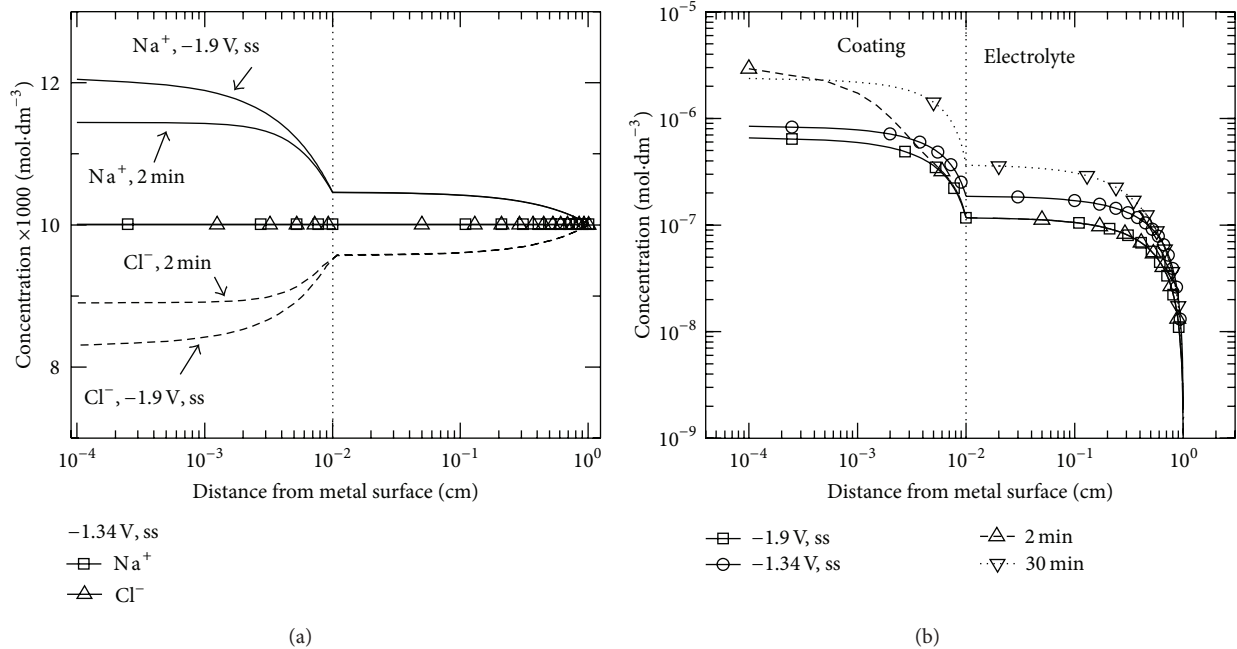 Na⁺, −1.9 V, ss
Na⁺, 2 min
Cl⁻, 2 min
Cl⁻, −1.9 V, ss
12
10
8
Concentration ×1000 (mol·dm⁻³)
10⁻⁴
10⁻³
10⁻²
10⁻¹
10⁰
Distance from metal surface (cm)
−1.34 V, ss
Na⁺
Cl⁻
(a)
Coating
Electrolyte
10⁻⁵
10⁻⁶
10⁻⁷
10⁻⁸
10⁻⁹
Concentration (mol·dm⁻³)
10⁻⁴
10⁻³
10⁻²
10⁻¹
10⁰
Distance from metal surface (cm)
−1.9 V, ss
−1.34 V, ss
2 min
30 min
(b)